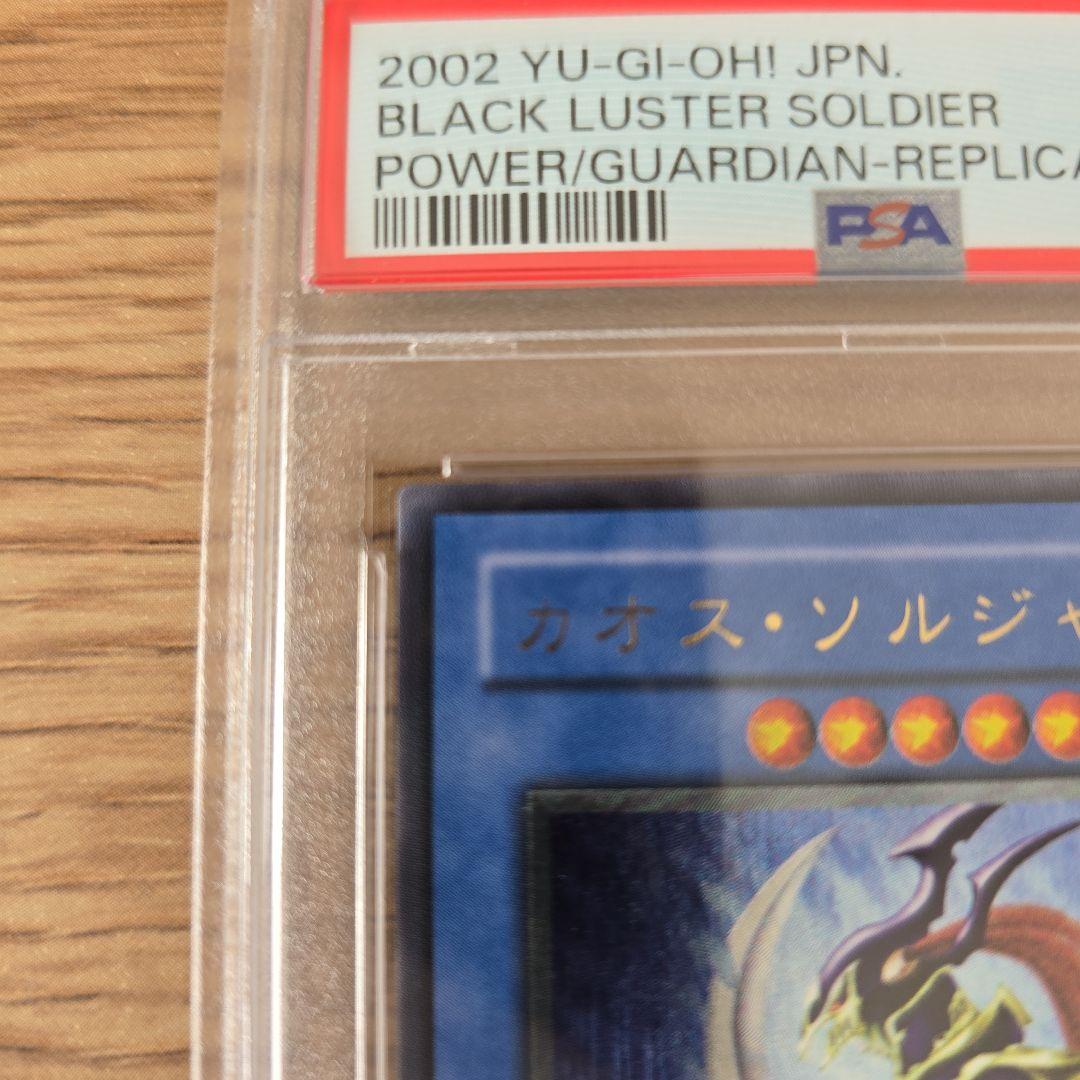 2002 YU-GI-OH! JPN.
BLACK LUSTER SOLDIER
POWER/GUARDIAN-REPLICA
PSA
カオス・ソルジャ